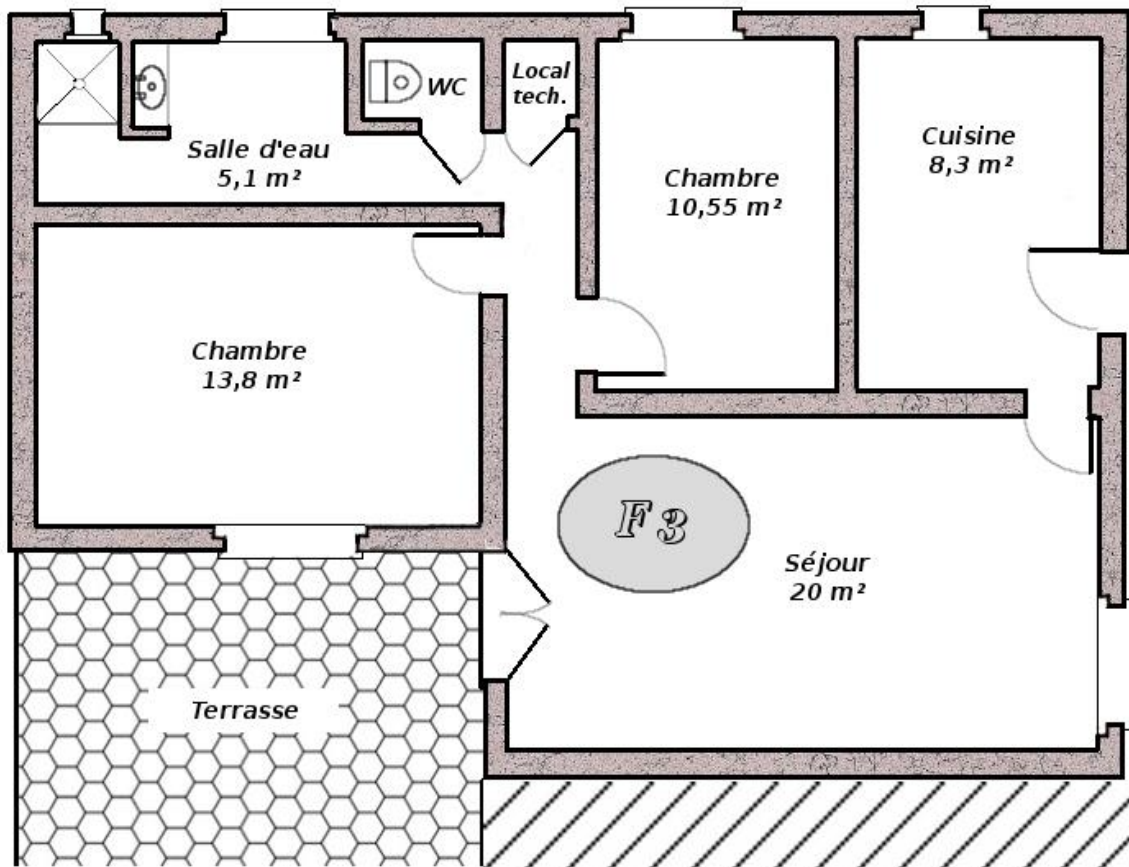 WC
Local
tech.
Salle d'eau
5,1 m²
Chambre
10,55 m²
Cuisine
8,3 m²
Chambre
13,8 m²
F 3
Séjour
20 m²
Terrasse